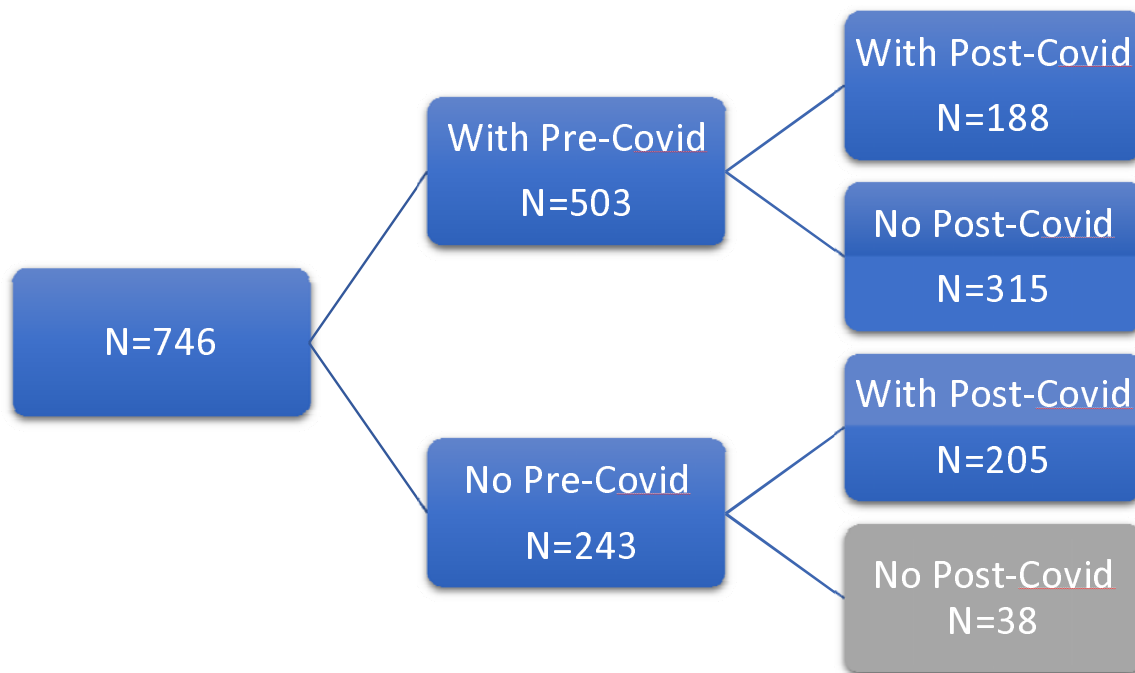 N=746
With Pre-Covid
N=503
No Pre-Covid
N=243
With Post-Covid
N=188
No Post-Covid
N=315
With Post-Covid
N=205
No Post-Covid
N=38